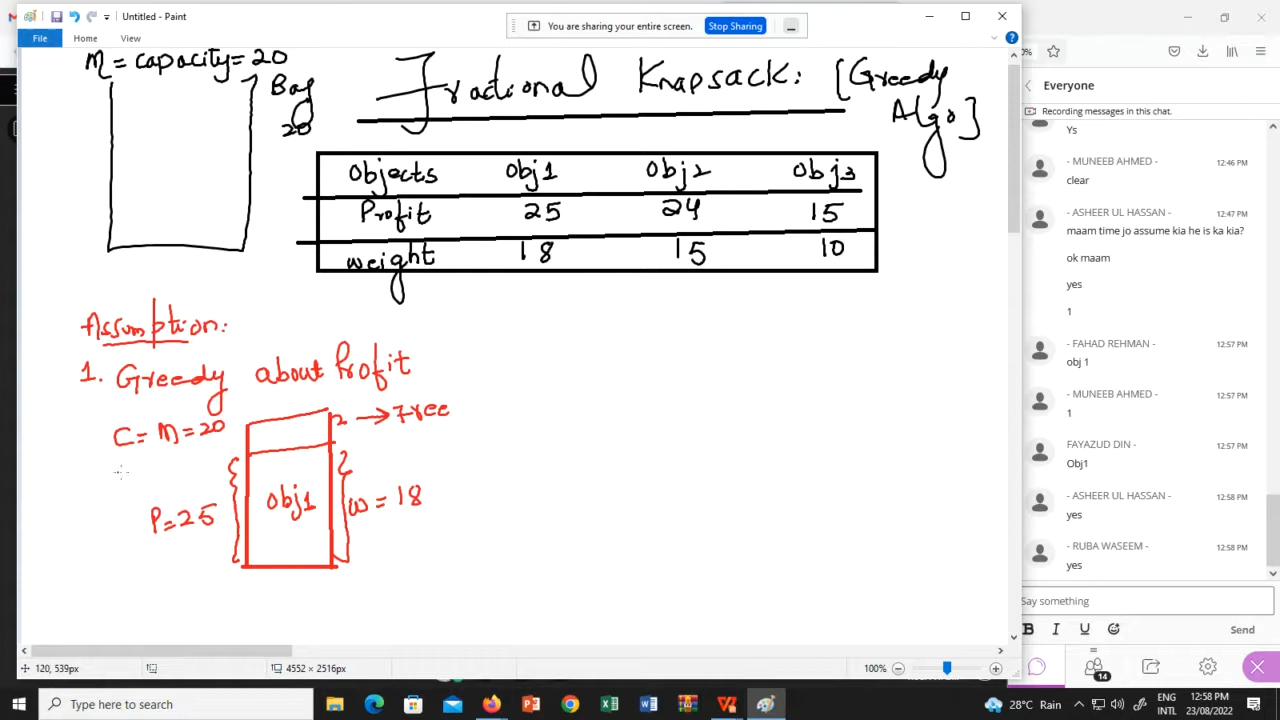 Untitled - Paint
You are sharing your entire screen.
Stop Sharing
File
Home
View
M = capacity = 20
Bag
20
Fractional Knapsack: [Greedy Algo]
Objects Obj1 Obj2 Obj3
Profit 25 24 15
weight 18 15 10
Assumption:
1. Greedy about Profit
C = M = 20
2 → Free
Obj1
P = 25
w = 18
120, 539px
4552 × 2516px
100%
Everyone
Recording messages in this chat.
Ys
- MUNEEB AHMED - 12:46 PM
clear
- ASHEER UL HASSAN - 12:47 PM
maam time jo assume kia he is ka kia?
ok maam
yes
1
- FAHAD REHMAN - 12:57 PM
obj 1
- MUNEEB AHMED - 12:57 PM
1
FAYAZUD DIN - 12:57 PM
Obj1
- ASHEER UL HASSAN - 12:58 PM
yes
- RUBA WASEEM - 12:58 PM
yes
Say something
B I U
Send
14
Type here to search
28°C Rain
ENG
INTL
12:58 PM
23/08/2022